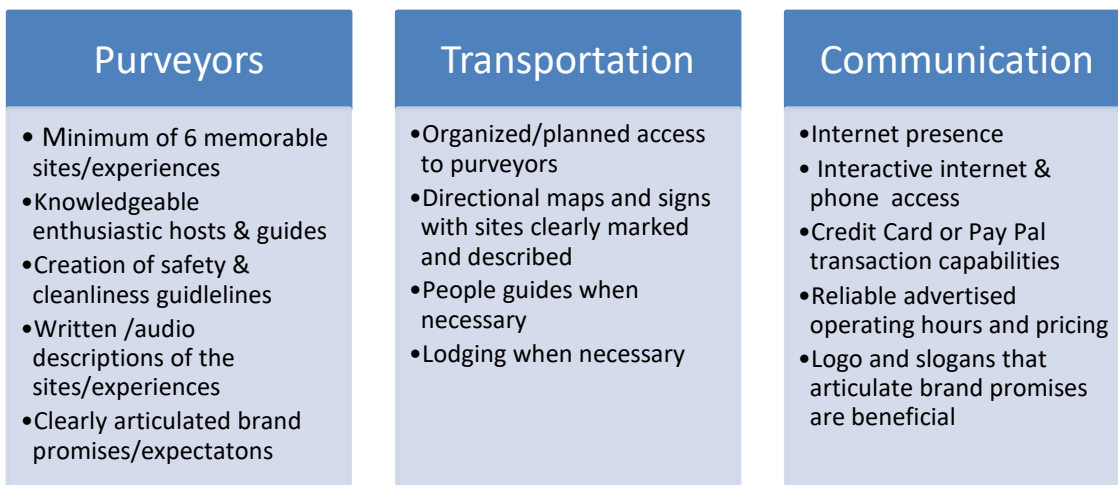 Purveyors
• Minimum of 6 memorable
sites/experiences
•Knowledgeable
enthusiastic hosts & guides
•Creation of safety &
cleanliness guidlelines
•Written /audio
descriptions of the
sites/experiences
•Clearly articulated brand
promises/expectatons
Transportation
•Organized/planned access
to purveyors
•Directional maps and signs
with sites clearly marked
and described
•People guides when
necessary
•Lodging when necessary
Communication
•Internet presence
• Interactive internet &
phone access
•Credit Card or Pay Pal
transaction capabilities
•Reliable advertised
operating hours and pricing
•Logo and slogans that
articulate brand promises
are beneficial